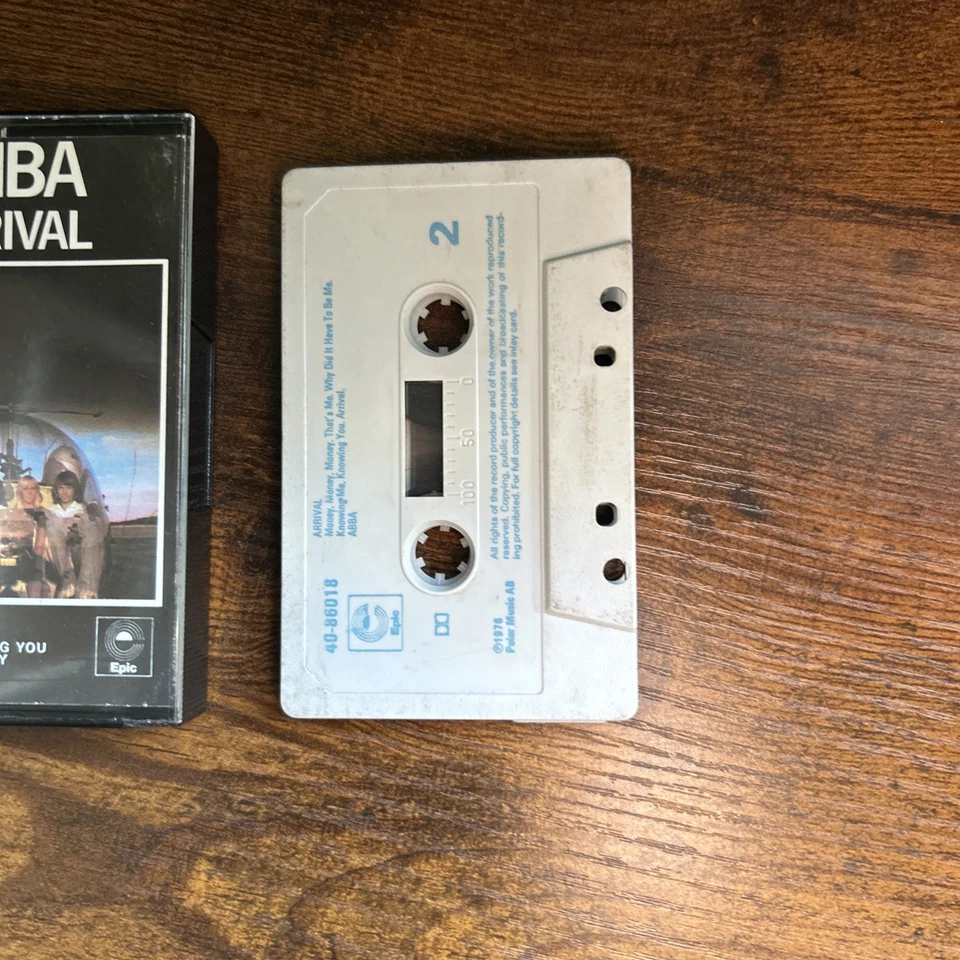 BBA
RIVAL
G YOU
Y
Epic
2
ARRIVAL
Money, Money, Money. That's Me. Why Did It Have To Be Me.
Knowing Me, Knowing You. Arrival.
ABBA
40-86018
Epic
100 50 0
All rights of the record producer and of the owner of the work reproduced
reserved. Copying, public performances and broadcasting of this record-
ing prohibited. For full copyright details see inlay card.
℗1976
Polar Music AB